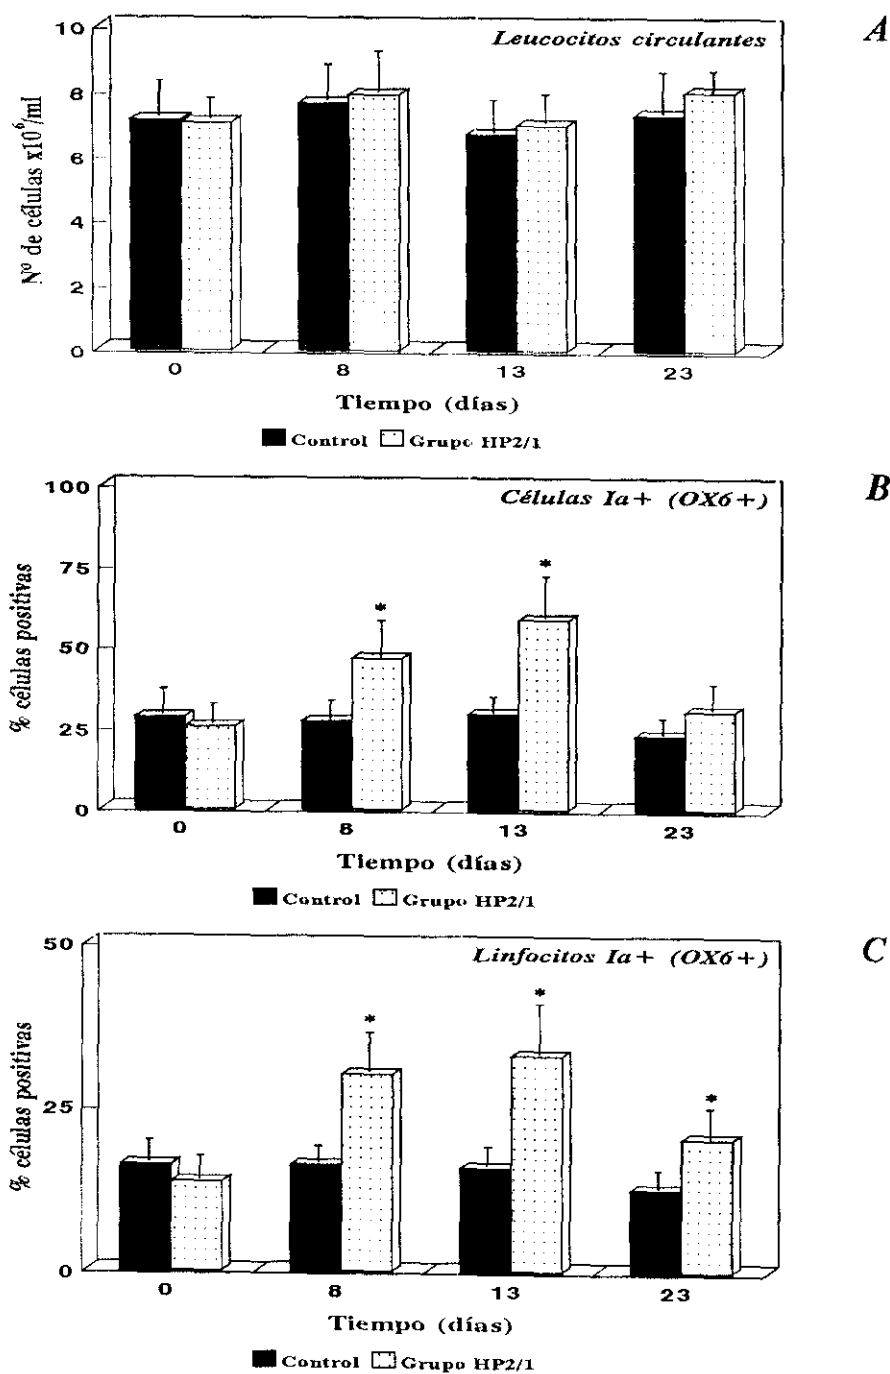 A
Leucocitos circulantes
Nº de células x10⁶/ml
10
8
6
4
2
0
0 8 13 23
Tiempo (días)
Control Grupo HP2/1
B
Células Ia+ (OX6+)
% células positivas
100
75
50
25
0
* *
0 8 13 23
Tiempo (días)
Control Grupo HP2/1
C
Linfocitos Ia+ (OX6+)
% células positivas
50
25
0
* * *
0 8 13 23
Tiempo (días)
Control Grupo HP2/1